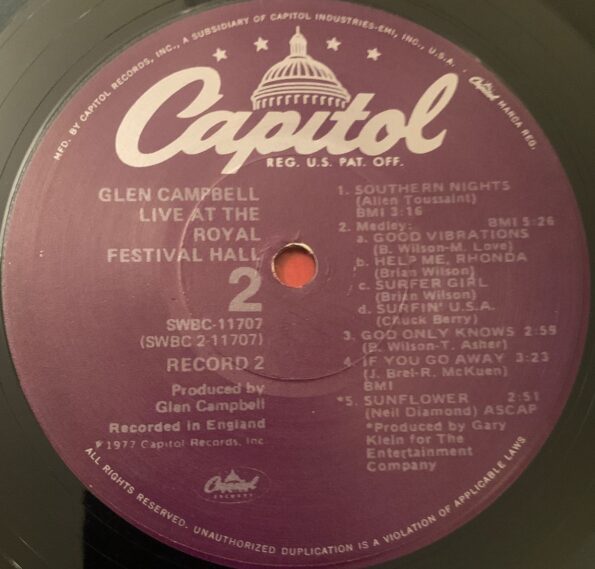 MFD. BY CAPITOL RECORDS, INC., A SUBSIDIARY OF CAPITOL INDUSTRIES-EMI, INC., U.S.A. Capitol MARCA REG.
Capitol
REG. U.S. PAT. OFF.
GLEN CAMPBELL
LIVE AT THE
ROYAL
FESTIVAL HALL
2
SWBC-11707
(SWBC 2-11707)
RECORD 2
Produced by
Glen Campbell
Recorded in England
℗1977 Capitol Records, Inc
1. SOUTHERN NIGHTS
(Allen Toussaint)
BMI 3:16
2. Medley: BMI 5:26
a. GOOD VIBRATIONS
(B. Wilson-M. Love)
b. HELP ME, RHONDA
(Brian Wilson)
c. SURFER GIRL
(Brian Wilson)
d. SURFIN' U.S.A.
(Chuck Berry)
3. GOD ONLY KNOWS 2:59
(B. Wilson-T. Asher)
4. IF YOU GO AWAY 3:23
(J. Brel-R. McKuen)
BMI
*5. SUNFLOWER 2:51
(Neil Diamond) ASCAP
*Produced by Gary
Klein for The
Entertainment
Company
Capitol
RECORDS
ALL RIGHTS RESERVED. UNAUTHORIZED DUPLICATION IS A VIOLATION OF APPLICABLE LAWS